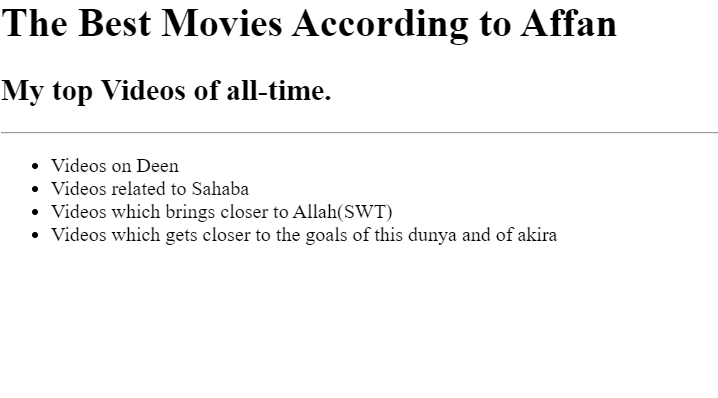 The Best Movies According to Affan
My top Videos of all-time.
Videos on Deen
Videos related to Sahaba
Videos which brings closer to Allah(SWT)
Videos which gets closer to the goals of this dunya and of akira